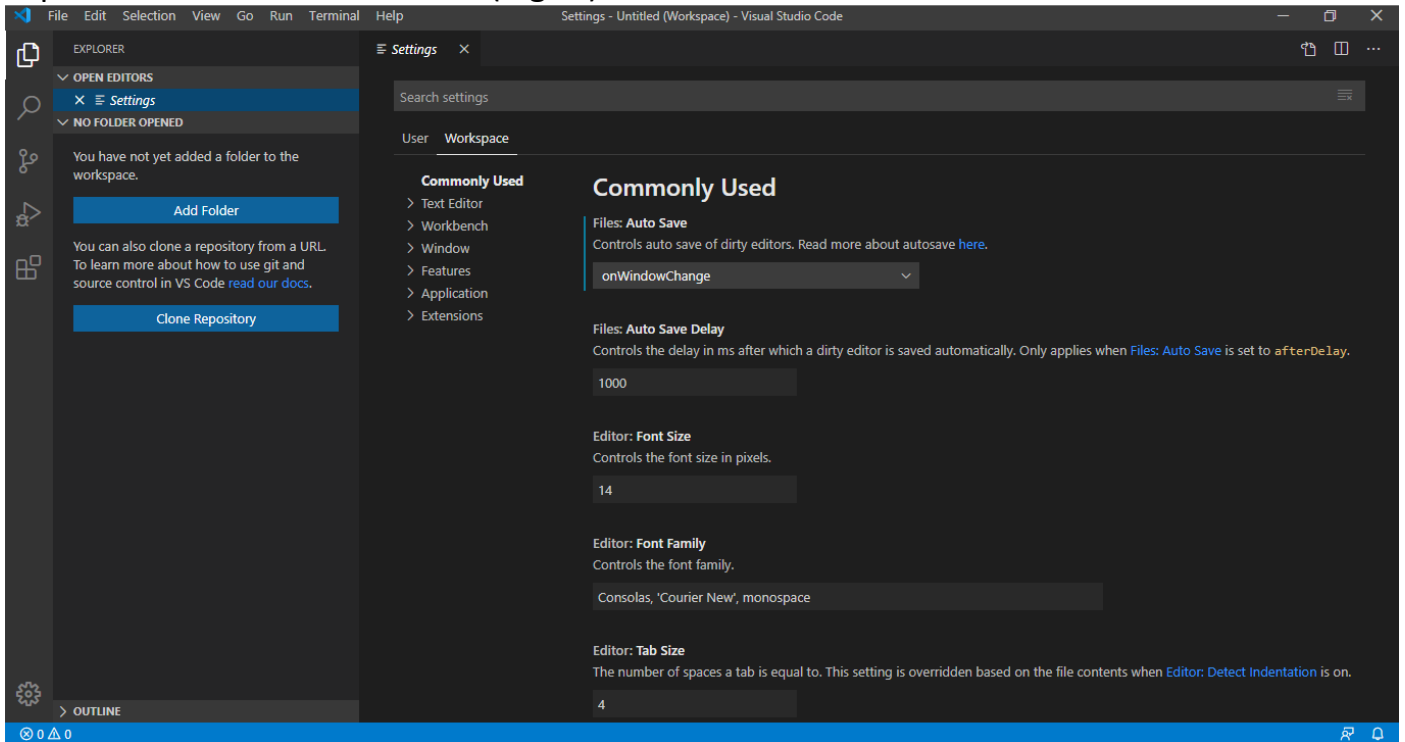 File Edit Selection View Go Run Terminal Help Settings - Untitled (Workspace) - Visual Studio Code
EXPLORER
OPEN EDITORS
Settings
NO FOLDER OPENED
You have not yet added a folder to the
workspace.
Add Folder
You can also clone a repository from a URL.
To learn more about how to use git and
source control in VS Code read our docs.
Clone Repository
OUTLINE
0 0
Settings
Search settings
User Workspace
Commonly Used
Text Editor
Workbench
Window
Features
Application
Extensions
Commonly Used
Files: Auto Save
Controls auto save of dirty editors. Read more about autosave here.
onWindowChange
Files: Auto Save Delay
Controls the delay in ms after which a dirty editor is saved automatically. Only applies when Files: Auto Save is set to afterDelay.
1000
Editor: Font Size
Controls the font size in pixels.
14
Editor: Font Family
Controls the font family.
Consolas, 'Courier New', monospace
Editor: Tab Size
The number of spaces a tab is equal to. This setting is overridden based on the file contents when Editor: Detect Indentation is on.
4